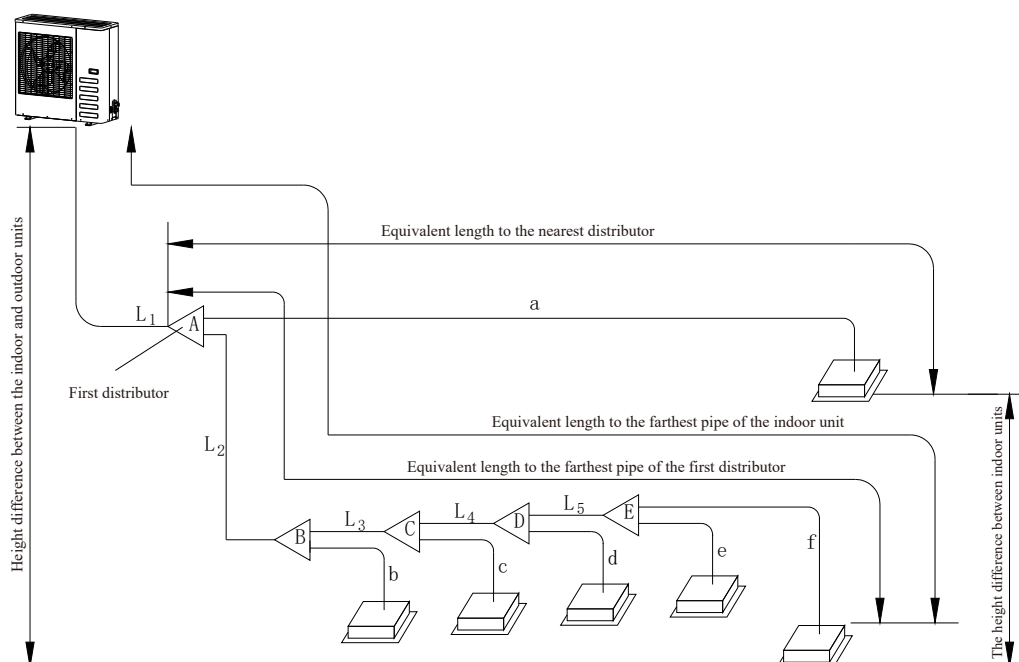 Equivalent length to the nearest distributor
a
L1
A
First distributor
Height difference between the indoor and outdoor units
Equivalent length to the farthest pipe of the indoor unit
L2
Equivalent length to the farthest pipe of the first distributor
The height difference between indoor units
L3
L4
L5
B
C
D
E
b
c
d
e
f